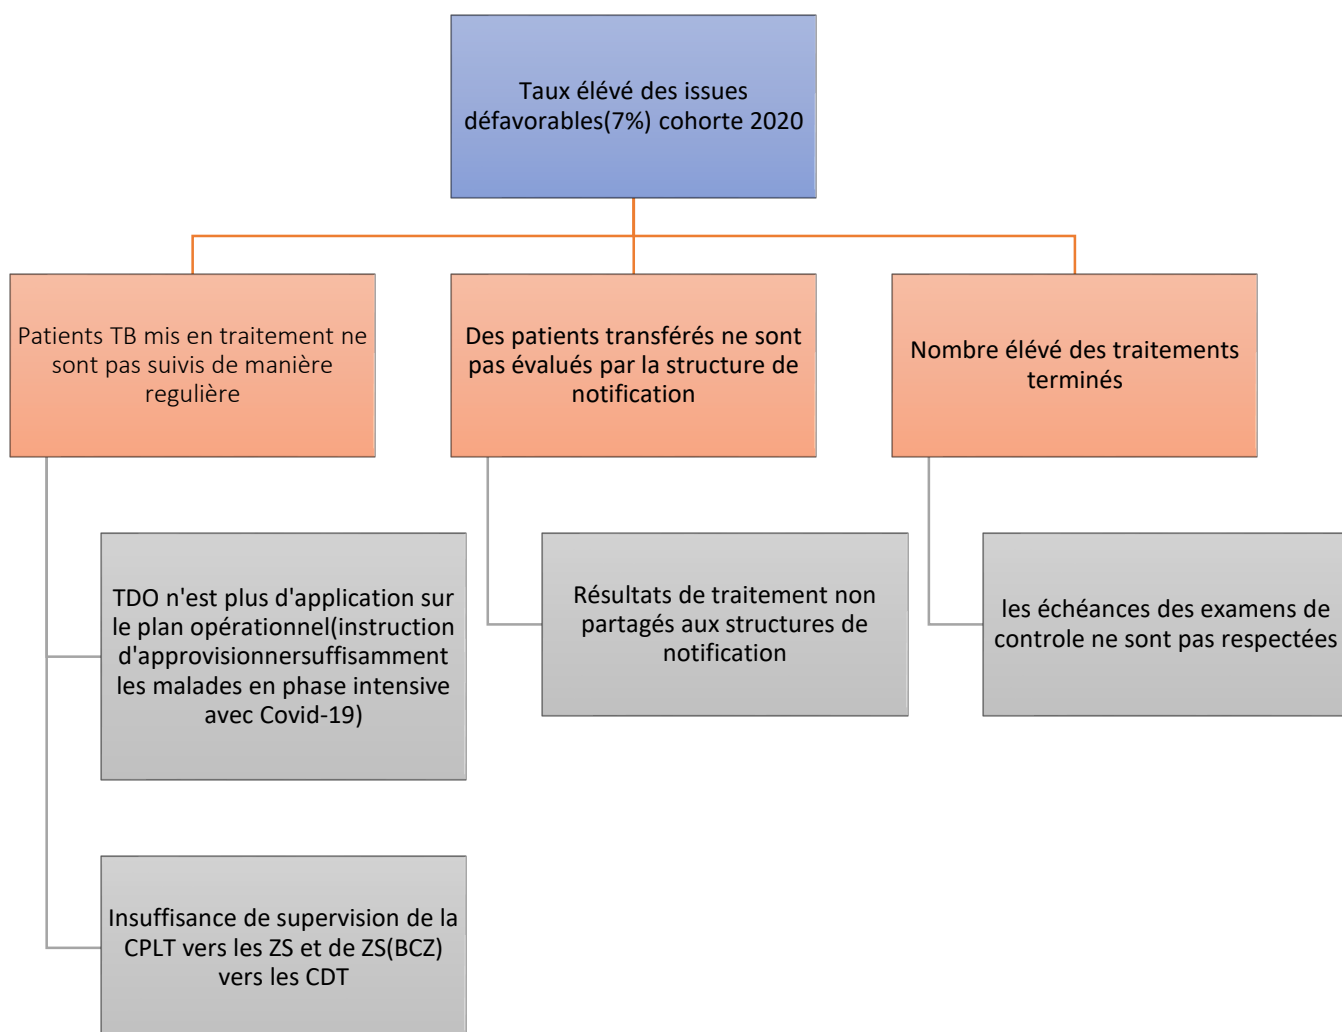 Taux élévé des issues
défavorables(7%) cohorte 2020
Patients TB mis en traitement ne
sont pas suivis de manière
regulière
Des patients transférés ne sont
pas évalués par la structure de
notification
Nombre élévé des traitements
terminés
TDO n'est plus d'application sur
le plan opérationnel(instruction
d'approvisionnersuffisamment
les malades en phase intensive
avec Covid-19)
Résultats de traitement non
partagés aux structures de
notification
les échéances des examens de
controle ne sont pas respectées
Insuffisance de supervision de la
CPLT vers les ZS et de ZS(BCZ)
vers les CDT